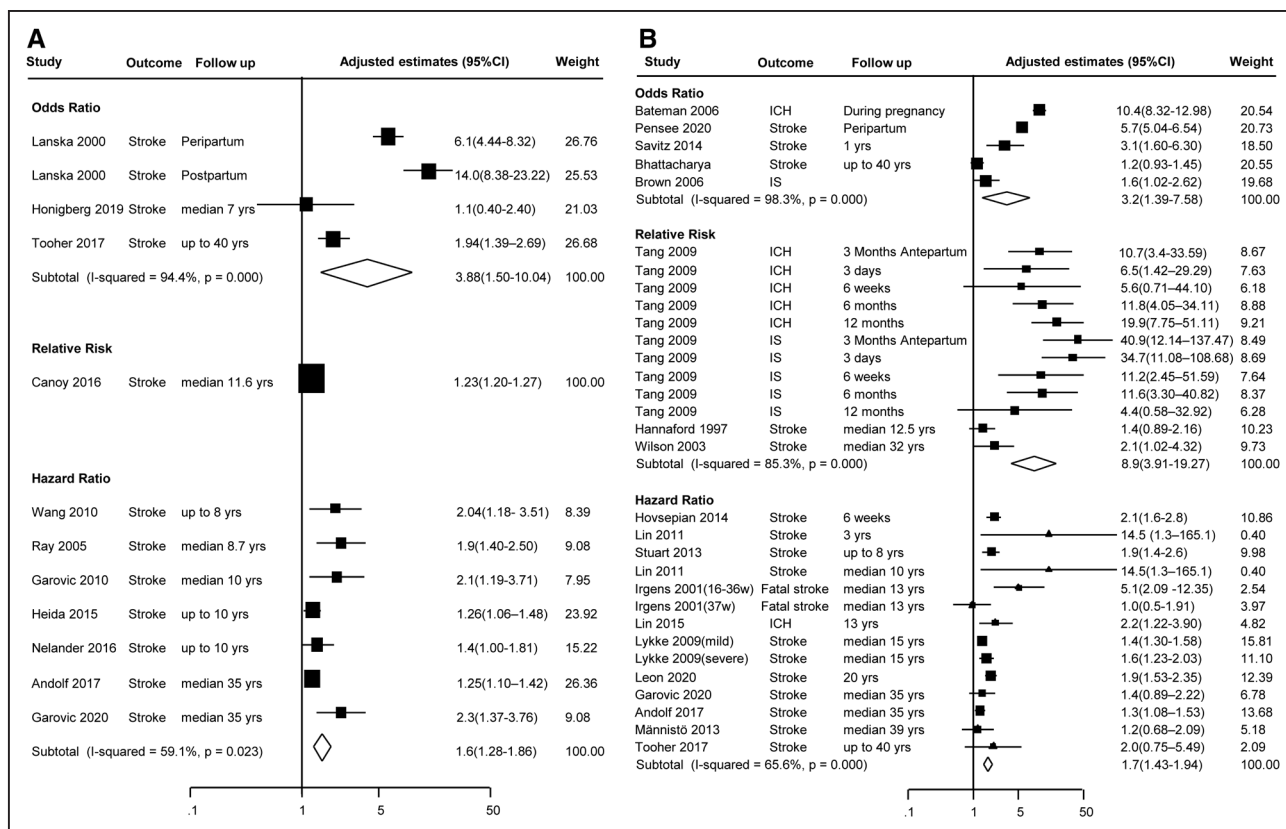 A
Study Outcome Follow up Adjusted estimates (95%CI) Weight
Odds Ratio
Lanska 2000 Stroke Peripartum 6.1(4.44-8.32) 26.76
Lanska 2000 Stroke Postpartum 14.0(8.38-23.22) 25.53
Honigberg 2019 Stroke median 7 yrs 1.1(0.40-2.40) 21.03
Tooher 2017 Stroke up to 40 yrs 1.94(1.39–2.69) 26.68
Subtotal (I-squared = 94.4%, p = 0.000) 3.88(1.50-10.04) 100.00
Relative Risk
Canoy 2016 Stroke median 11.6 yrs 1.23(1.20-1.27) 100.00
Hazard Ratio
Wang 2010 Stroke up to 8 yrs 2.04(1.18- 3.51) 8.39
Ray 2005 Stroke median 8.7 yrs 1.9(1.40-2.50) 9.08
Garovic 2010 Stroke median 10 yrs 2.1(1.19-3.71) 7.95
Heida 2015 Stroke up to 10 yrs 1.26(1.06–1.48) 23.92
Nelander 2016 Stroke up to 10 yrs 1.4(1.00-1.81) 15.22
Andolf 2017 Stroke median 35 yrs 1.25(1.10–1.42) 26.36
Garovic 2020 Stroke median 35 yrs 2.3(1.37-3.76) 9.08
Subtotal (I-squared = 59.1%, p = 0.023) 1.6(1.28-1.86) 100.00
.1 1 5 50
B
Study Outcome Follow up Adjusted estimates (95%CI) Weight
Odds Ratio
Bateman 2006 ICH During pregnancy 10.4(8.32-12.98) 20.54
Pensee 2020 Stroke Peripartum 5.7(5.04-6.54) 20.73
Savitz 2014 Stroke 1 yrs 3.1(1.60-6.30) 18.50
Bhattacharya Stroke up to 40 yrs 1.2(0.93-1.45) 20.55
Brown 2006 IS 1.6(1.02-2.62) 19.68
Subtotal (I-squared = 98.3%, p = 0.000) 3.2(1.39-7.58) 100.00
Relative Risk
Tang 2009 ICH 3 Months Antepartum 10.7(3.4-33.59) 8.67
Tang 2009 ICH 3 days 6.5(1.42-29.29) 7.63
Tang 2009 ICH 6 weeks 5.6(0.71-44.10) 6.18
Tang 2009 ICH 6 months 11.8(4.05-34.11) 8.88
Tang 2009 ICH 12 months 19.9(7.75-51.11) 9.21
Tang 2009 IS 3 Months Antepartum 40.9(12.14–137.47) 8.49
Tang 2009 IS 3 days 34.7(11.08–108.68) 8.69
Tang 2009 IS 6 weeks 11.2(2.45–51.59) 7.64
Tang 2009 IS 6 months 11.6(3.30–40.82) 8.37
Tang 2009 IS 12 months 4.4(0.58–32.92) 6.28
Hannaford 1997 Stroke median 12.5 yrs 1.4(0.89-2.16) 10.23
Wilson 2003 Stroke median 32 yrs 2.1(1.02-4.32) 9.73
Subtotal (I-squared = 85.3%, p = 0.000) 8.9(3.91-19.27) 100.00
Hazard Ratio
Hovsepian 2014 Stroke 6 weeks 2.1(1.6-2.8) 10.86
Lin 2011 Stroke 3 yrs 14.5 (1.3–165.1) 0.40
Stuart 2013 Stroke up to 8 yrs 1.9(1.4-2.6) 9.98
Lin 2011 Stroke median 10 yrs 14.5(1.3-165.1) 0.40
Irgens 2001(16-36w) Fatal stroke median 13 yrs 5.1(2.09 -12.35) 2.54
Irgens 2001(37w) Fatal stroke median 13 yrs 1.0(0.5-1.91) 3.97
Lin 2015 ICH 13 yrs 2.2(1.22-3.90) 4.82
Lykke 2009(mild) Stroke median 15 yrs 1.4(1.30-1.58) 15.81
Lykke 2009(severe) Stroke median 15 yrs 1.6(1.23-2.03) 11.10
Leon 2020 Stroke 20 yrs 1.9(1.53-2.35) 12.39
Garovic 2020 Stroke median 35 yrs 1.4(0.89–2.22) 6.78
Andolf 2017 Stroke median 35 yrs 1.3(1.08–1.53) 13.68
Männistö 2013 Stroke median 39 yrs 1.2(0.68–2.09) 5.18
Tooher 2017 Stroke up to 40 yrs 2.0(0.75-5.49) 2.09
Subtotal (I-squared = 65.6%, p = 0.000) 1.7(1.43-1.94) 100.00
.1 1 5 50